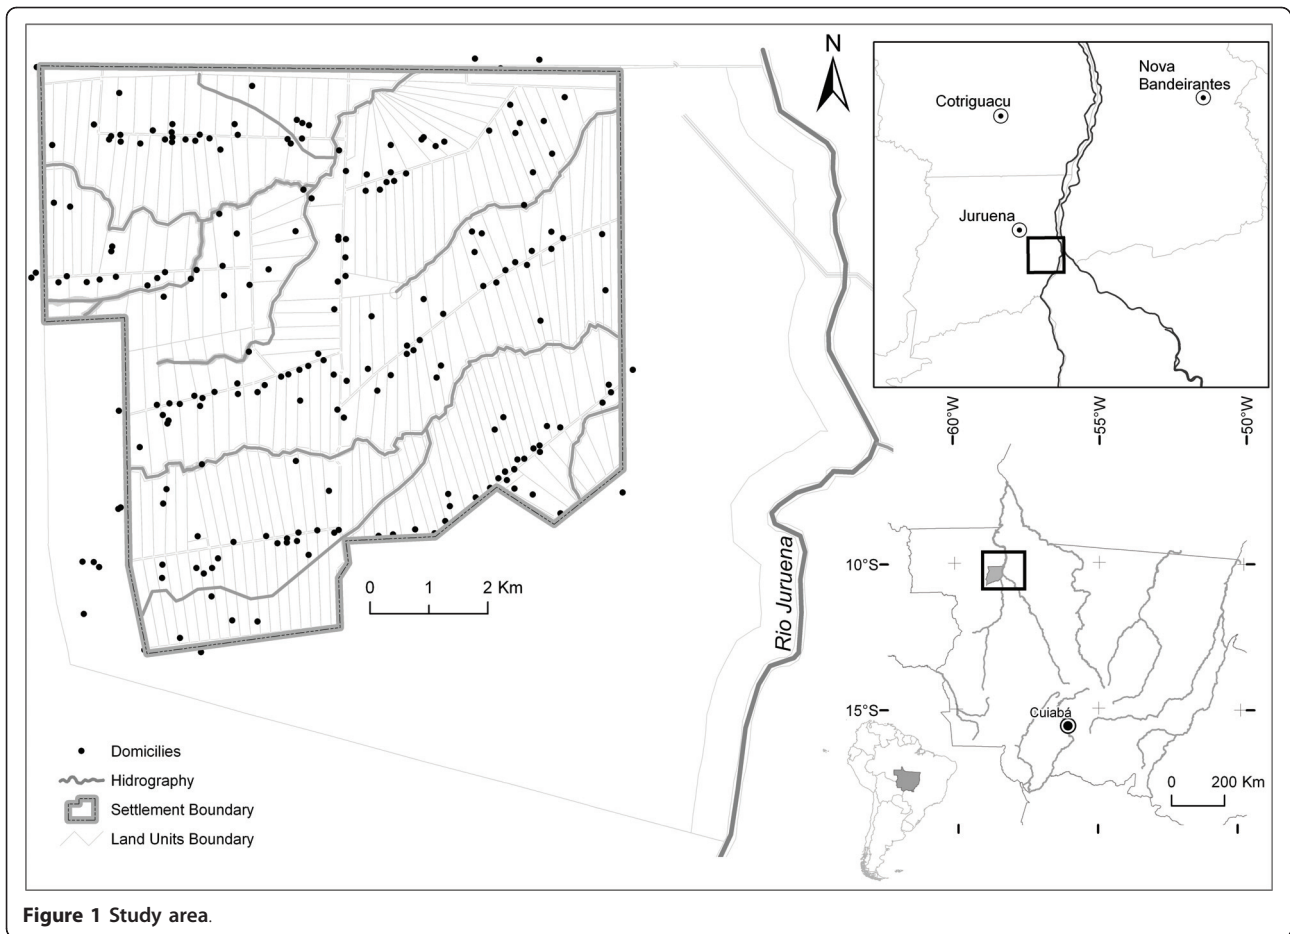 N
Nova
Bandeirantes
Cotriguacu
Juruena
60°W
55°W
50°W
0 1 2 Km
Rio Juruena
10°S
15°S
Cuiabá
0 200 Km
Domicilies
Hidrography
Settlement Boundary
Land Units Boundary
Figure 1 Study area.